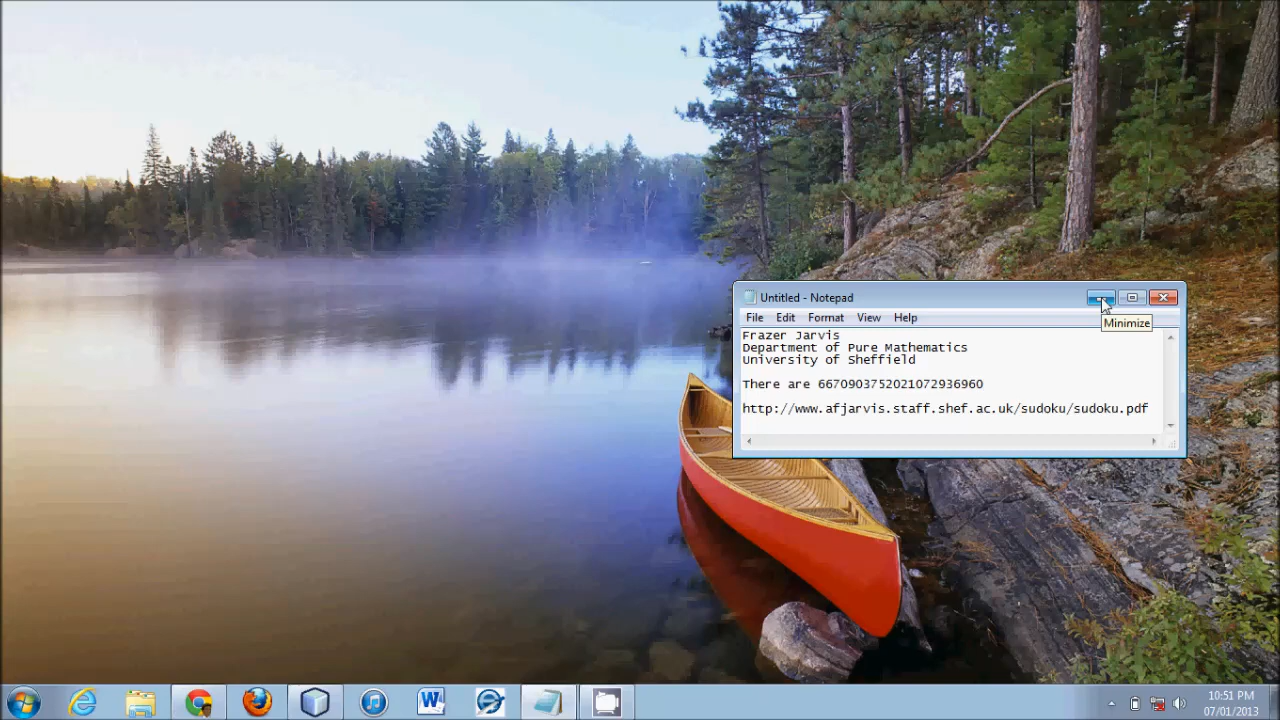 Untitled - Notepad
File Edit Format View Help
Minimize
Frazer Jarvis
Department of Pure Mathematics
University of Sheffield
There are 6670903752021072936960
http://www.afjarvis.staff.shef.ac.uk/sudoku/sudoku.pdf
10:51 PM
07/01/2013